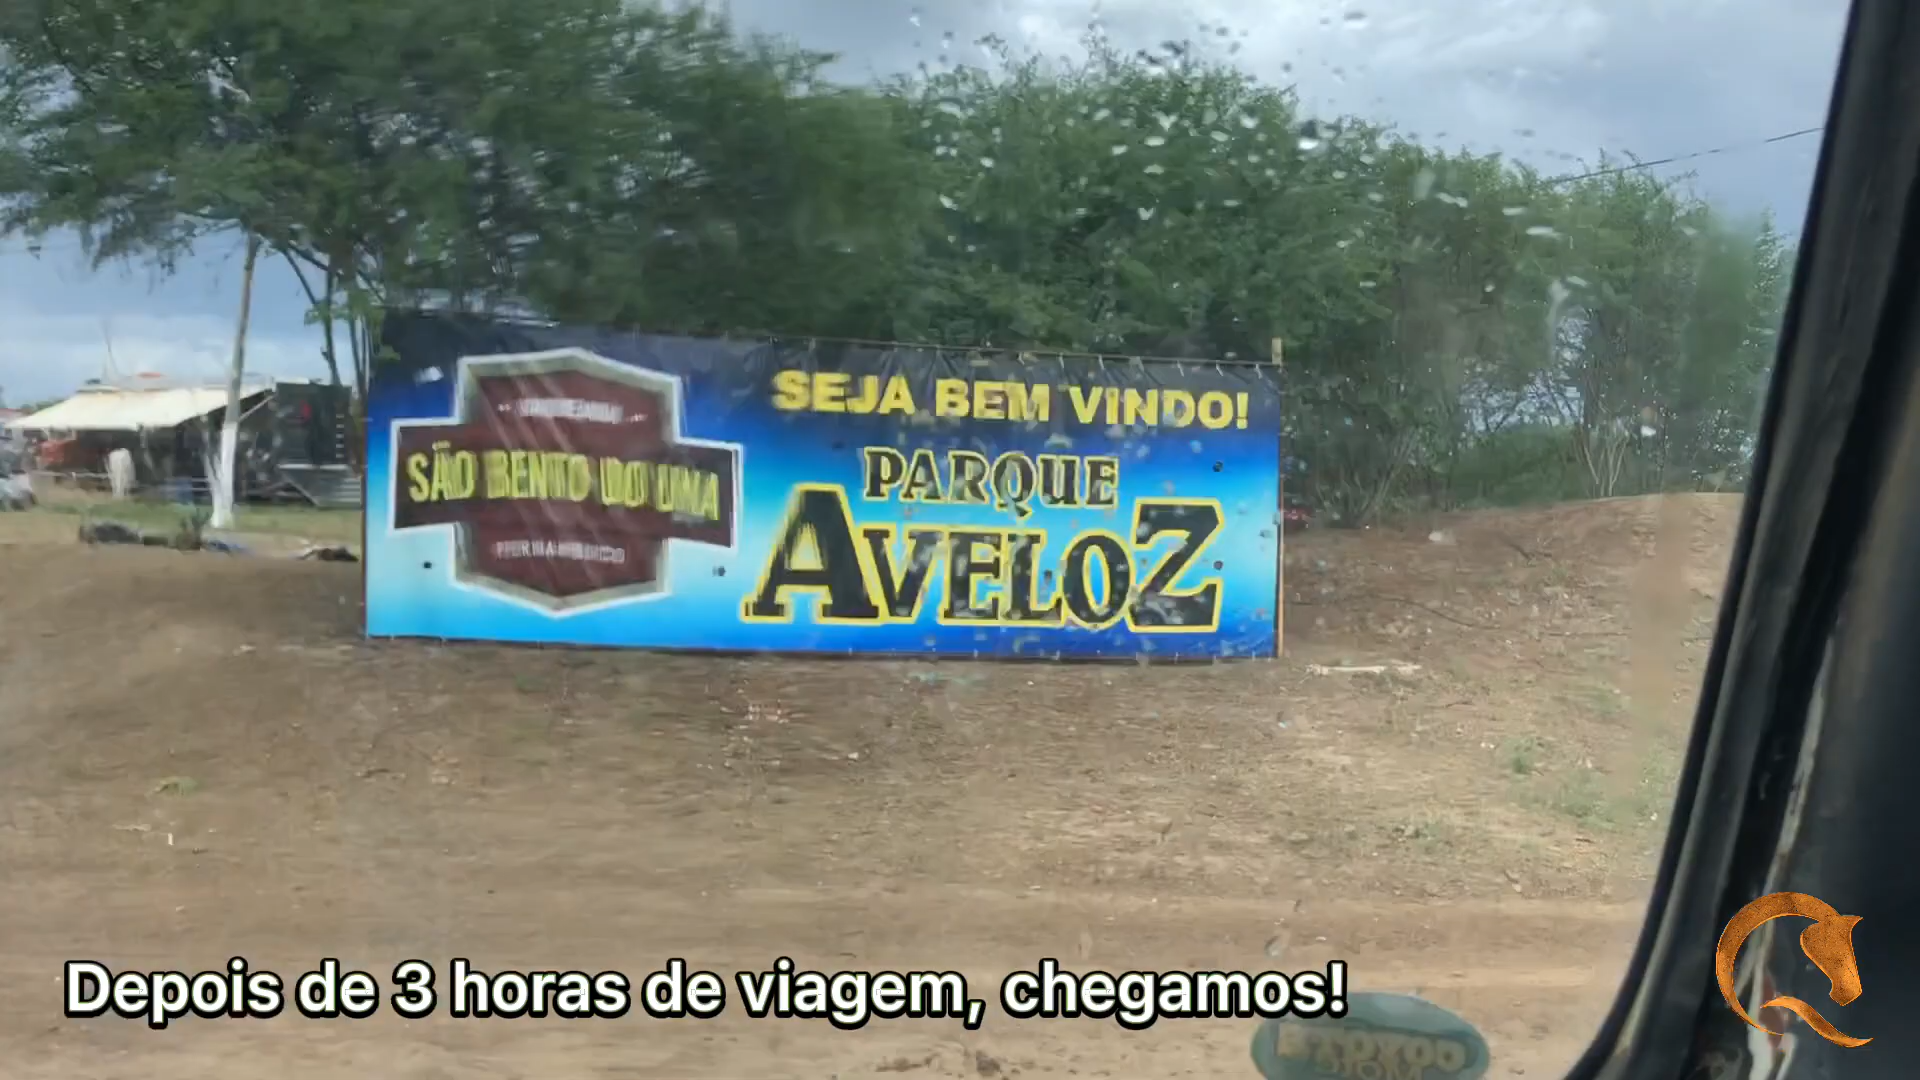 SEJA BEM VINDO!
SÃO BENTO DO UNA
PARQUE
AVELOZ
Depois de 3 horas de viagem, chegamos!